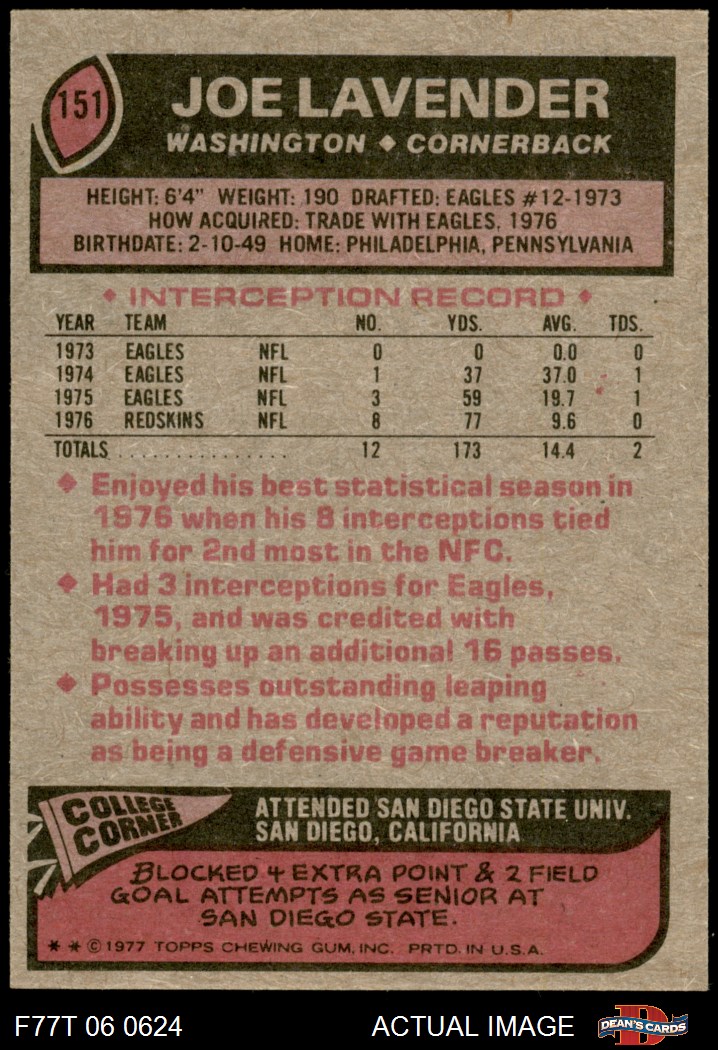 151
JOE LAVENDER
WASHINGTON ◆ CORNERBACK
HEIGHT: 6'4" WEIGHT: 190 DRAFTED: EAGLES #12-1973
HOW ACQUIRED: TRADE WITH EAGLES, 1976
BIRTHDATE: 2-10-49 HOME: PHILADELPHIA, PENNSYLVANIA
◆ INTERCEPTION RECORD ◆
YEAR TEAM NO. YDS. AVG. TDS.
1973 EAGLES NFL 0 0 0.0 0
1974 EAGLES NFL 1 37 37.0 1
1975 EAGLES NFL 3 59 19.7 1
1976 REDSKINS NFL 8 77 9.6 0
TOTALS. . . . . . . . . . . . . . . . 12 173 14.4 2
◆ Enjoyed his best statistical season in
1976 when his 8 interceptions tied
him for 2nd most in the NFC.
◆ Had 3 interceptions for Eagles,
1975, and was credited with
breaking up an additional 16 passes.
◆ Possesses outstanding leaping
ability and has developed a reputation
as being a defensive game breaker.
COLLEGE
CORNER
ATTENDED SAN DIEGO STATE UNIV.
SAN DIEGO, CALIFORNIA
BLOCKED 4 EXTRA POINT & 2 FIELD
GOAL ATTEMPTS AS SENIOR AT
SAN DIEGO STATE.
* * © 1977 TOPPS CHEWING GUM, INC. PRTD. IN U.S.A.
F77T 06 0624 ACTUAL IMAGE
D
DEAN'S CARDS